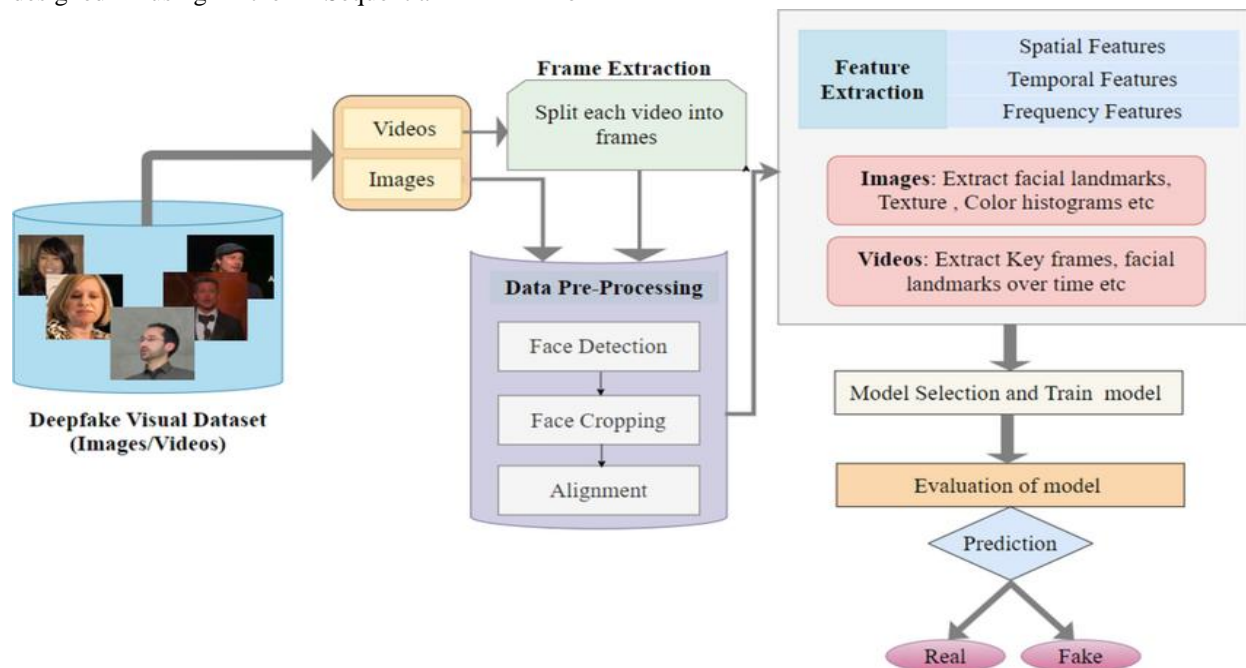 Frame Extraction
Split each video into
frames
Videos
Images
Deepfake Visual Dataset
(Images/Videos)
Data Pre-Processing
Face Detection
Face Cropping
Alignment
Feature
Extraction
Spatial Features
Temporal Features
Frequency Features
Images: Extract facial landmarks,
Texture , Color histograms etc
Videos: Extract Key frames, facial
landmarks over time etc
Model Selection and Train model
Evaluation of model
Prediction
Real
Fake